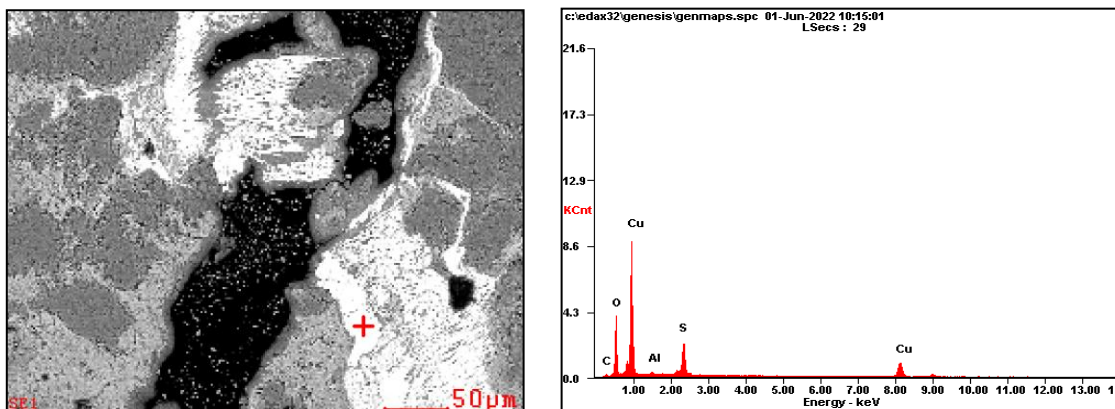 SE1
50µm
c:\edax32\genesis\genmaps.spc 01-Jun-2022 10:15:01
LSecs : 29
21.6
17.3
12.9
KCnt
8.6
4.3
0.0
C
O
Cu
Al
S
Cu
1.00 2.00 3.00 4.00 5.00 6.00 7.00 8.00 9.00 10.00 11.00 12.00 13.00 1
Energy - keV